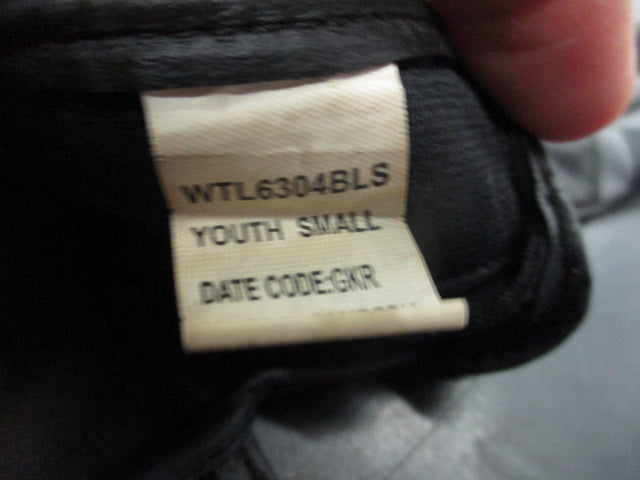 WTL6304BLS
YOUTH SMALL
DATE CODE:GKR